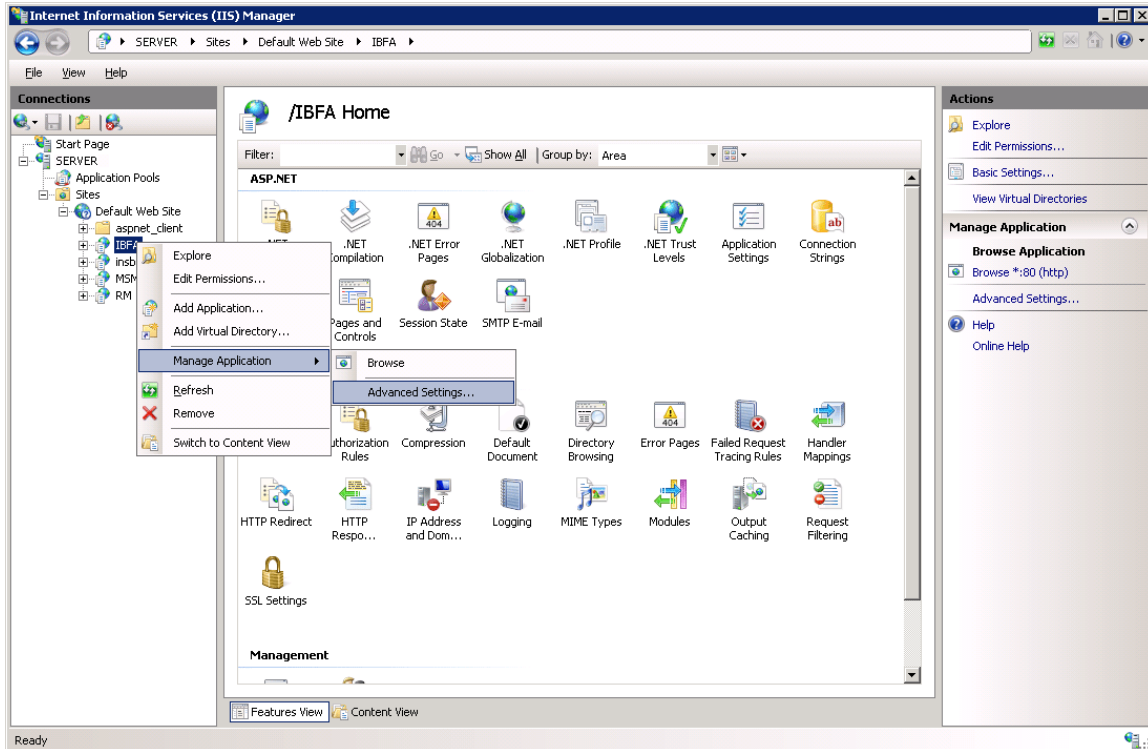 Internet Information Services (IIS) Manager
SERVER Sites Default Web Site IBFA
File View Help
Connections
Start Page
SERVER
Application Pools
Sites
Default Web Site
aspnet_client
IBFA
insb
MSM
RM
Explore
Edit Permissions...
Add Application...
Add Virtual Directory...
Manage Application
Refresh
Remove
Switch to Content View
Browse
Advanced Settings...
/IBFA Home
Filter: Go Show All Group by: Area
ASP.NET
.NET Error Pages
.NET Globalization
.NET Profile
.NET Trust Levels
Application Settings
Connection Strings
.NET
Compilation
Pages and Controls
Session State
SMTP E-mail
Rules
Compression
Default Document
Directory Browsing
Error Pages
Failed Request Tracing Rules
Handler Mappings
HTTP Redirect
HTTP Respo...
IP Address and Dom...
Logging
MIME Types
Modules
Output Caching
Request Filtering
SSL Settings
Management
Features View Content View
Actions
Explore
Edit Permissions...
Basic Settings...
View Virtual Directories
Manage Application
Browse Application
Browse *:80 (http)
Advanced Settings...
Help
Online Help
Ready